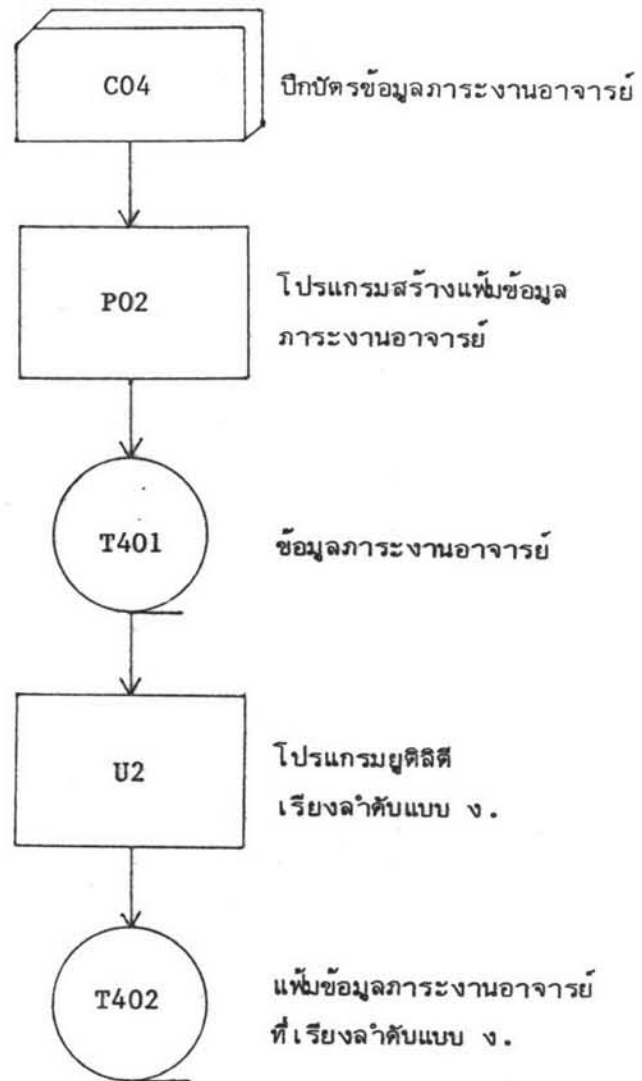 C04
ปึกบัตรข้อมูลภาระงานอาจารย์
P02
โปรแกรมสร้างแฟ้มข้อมูล
ภาระงานอาจารย์
T401
ข้อมูลภาระงานอาจารย์
U2
โปรแกรมยูติลิตี
เรียงลำดับแบบ ง.
T402
แฟ้มข้อมูลภาระงานอาจารย์
ที่เรียงลำดับแบบ ง.